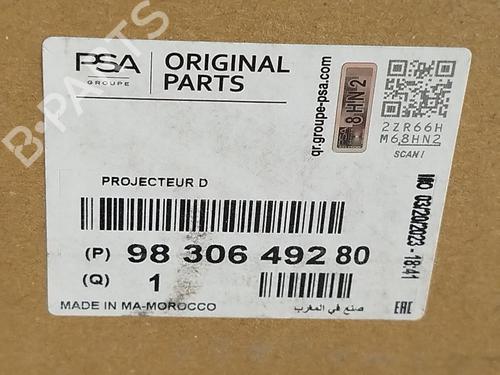 PSA
GROUPE
ORIGINAL
PARTS
qr.groupe-psa.com
PSA
8HN2
2ZR66H
M68HN2
SCAN !
PROJECTEUR D
(P) 98 306 492 80
(Q) 1
MADE IN MA-MOROCCO
صنع في المغرب
03/20/2023 - 18:41
EAC
B-PARTS